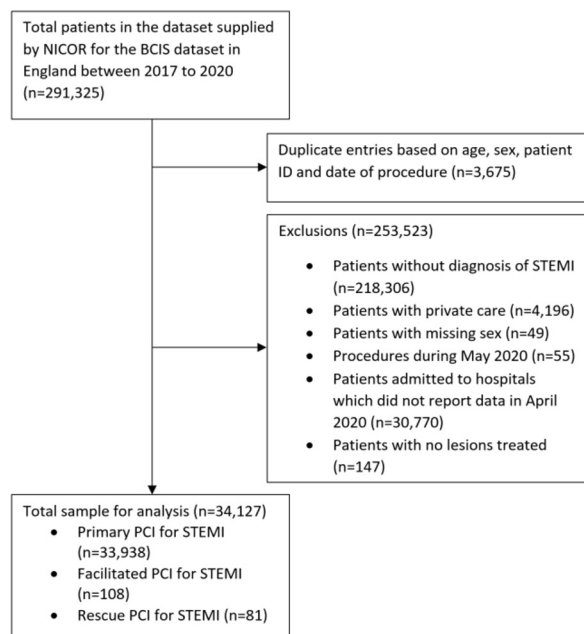 Total patients in the dataset supplied
by NICOR for the BCIS dataset in
England between 2017 to 2020
(n=291,325)
Duplicate entries based on age, sex, patient
ID and date of procedure (n=3,675)
Exclusions (n=253,523)
• Patients without diagnosis of STEMI
(n=218,306)
• Patients with private care (n=4,196)
• Patients with missing sex (n=49)
• Procedures during May 2020 (n=55)
• Patients admitted to hospitals
which did not report data in April
2020 (n=30,770)
• Patients with no lesions treated
(n=147)
Total sample for analysis (n=34,127)
• Primary PCI for STEMI
(n=33,938)
• Facilitated PCI for STEMI
(n=108)
• Rescue PCI for STEMI (n=81)